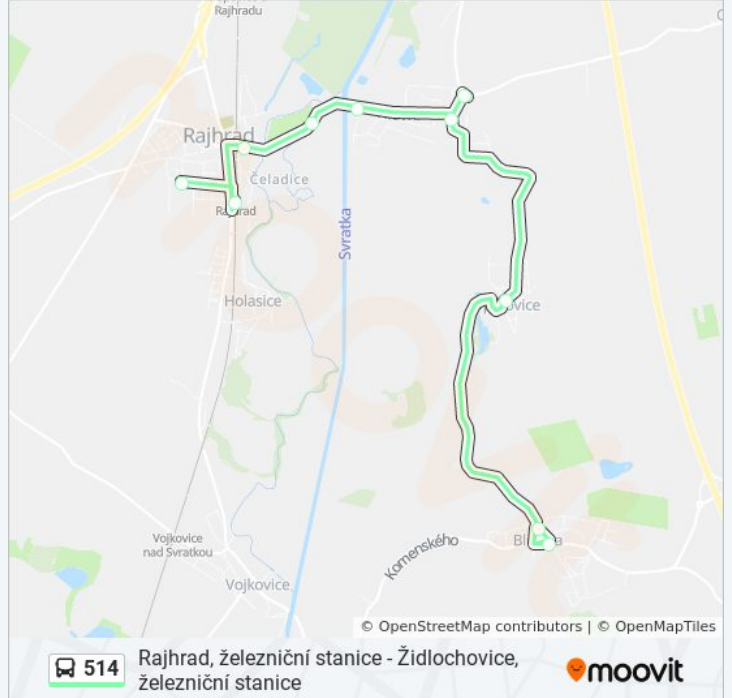 Rajhradu
Rajhrad
Čeladice
Svratka
Holasice
Komenského
Vojkovice
nad Svratkou
Vojkovice
© OpenStreetMap contributors | © OpenMapTiles
514
Rajhrad, železniční stanice - Židlochovice,
železniční stanice
moovit